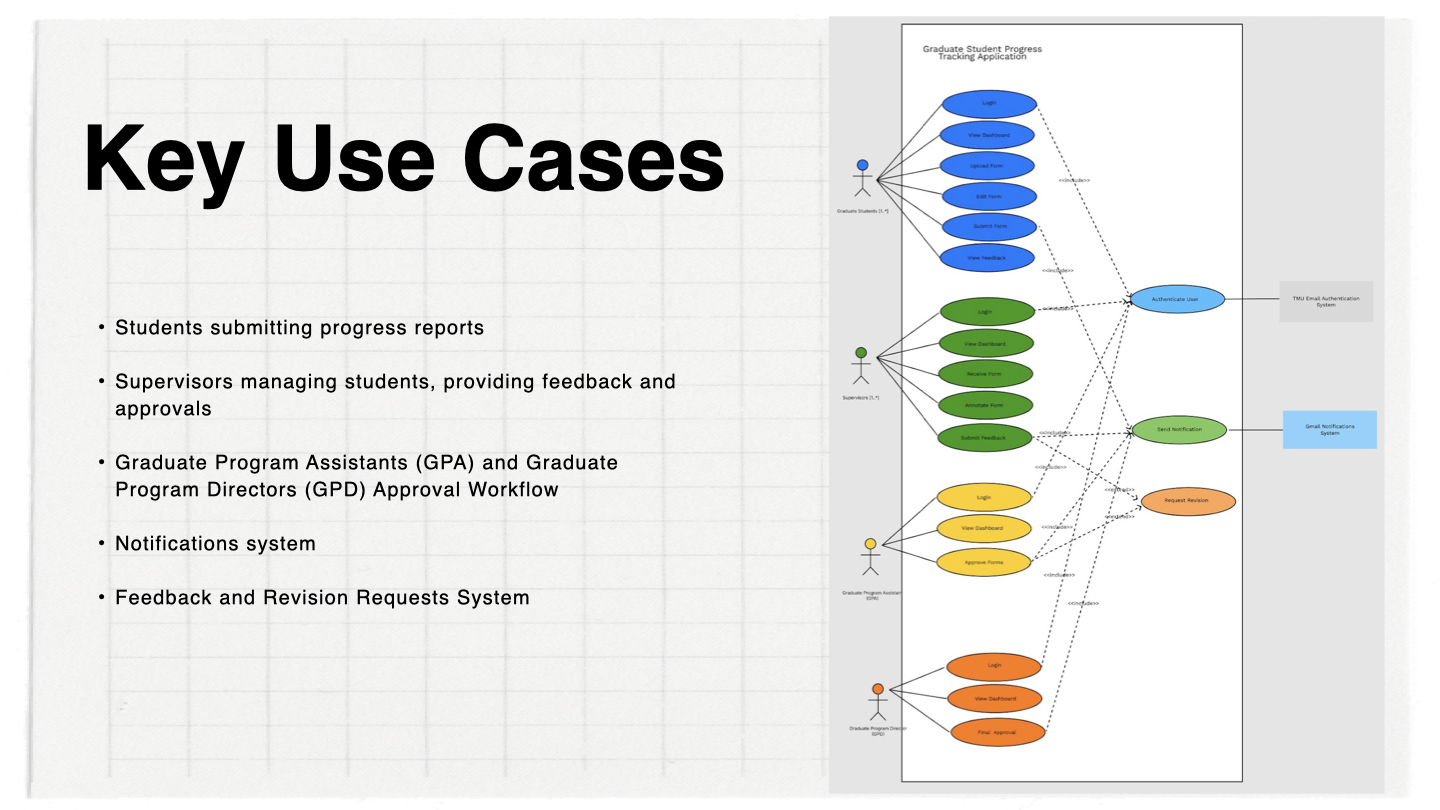 Key Use Cases
• Students submitting progress reports
• Supervisors managing students, providing feedback and
approvals
• Graduate Program Assistants (GPA) and Graduate
Program Directors (GPD) Approval Workflow
• Notifications system
• Feedback and Revision Requests System
Graduate Student Progress
Tracking Application
Login
View Dashboard
Upload Form
Edit Form
Submit Form
View Feedback
Graduate Students [1..*]
<<include>>
<<include>>
Login
View Dashboard
Receive Form
Annotate Form
Submit Feedback
Supervisors [1..*]
<<include>>
<<include>>
<<include>>
Authenticate User
TMU Email Authentication
System
Send Notification
Gmail Notifications
System
<<extend>>
Request Revision
<<extend>>
Login
View Dashboard
Approve Forms
Graduate Program Assistan
(GPA)
<<include>>
<<include>>
<<include>>
Login
View Dashboard
Final Approval
Graduate Program Director
(GPD)